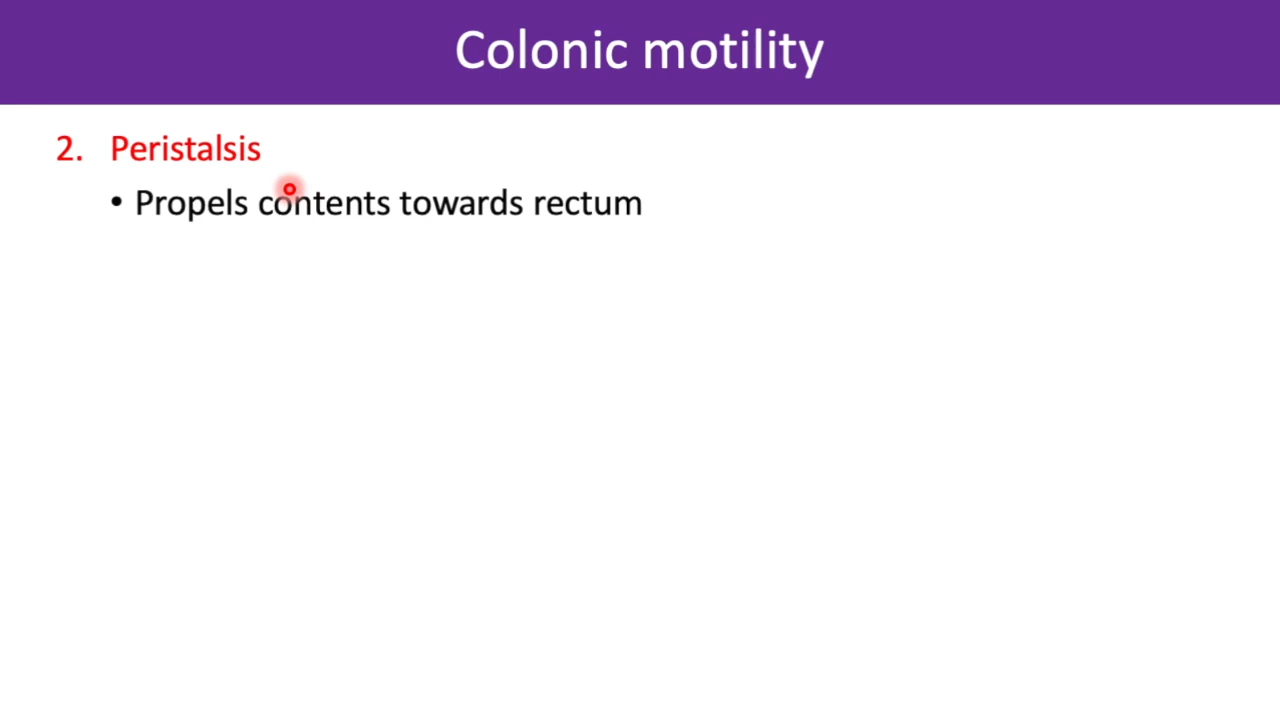 Colonic motility
2. Peristalsis
• Propels contents towards rectum